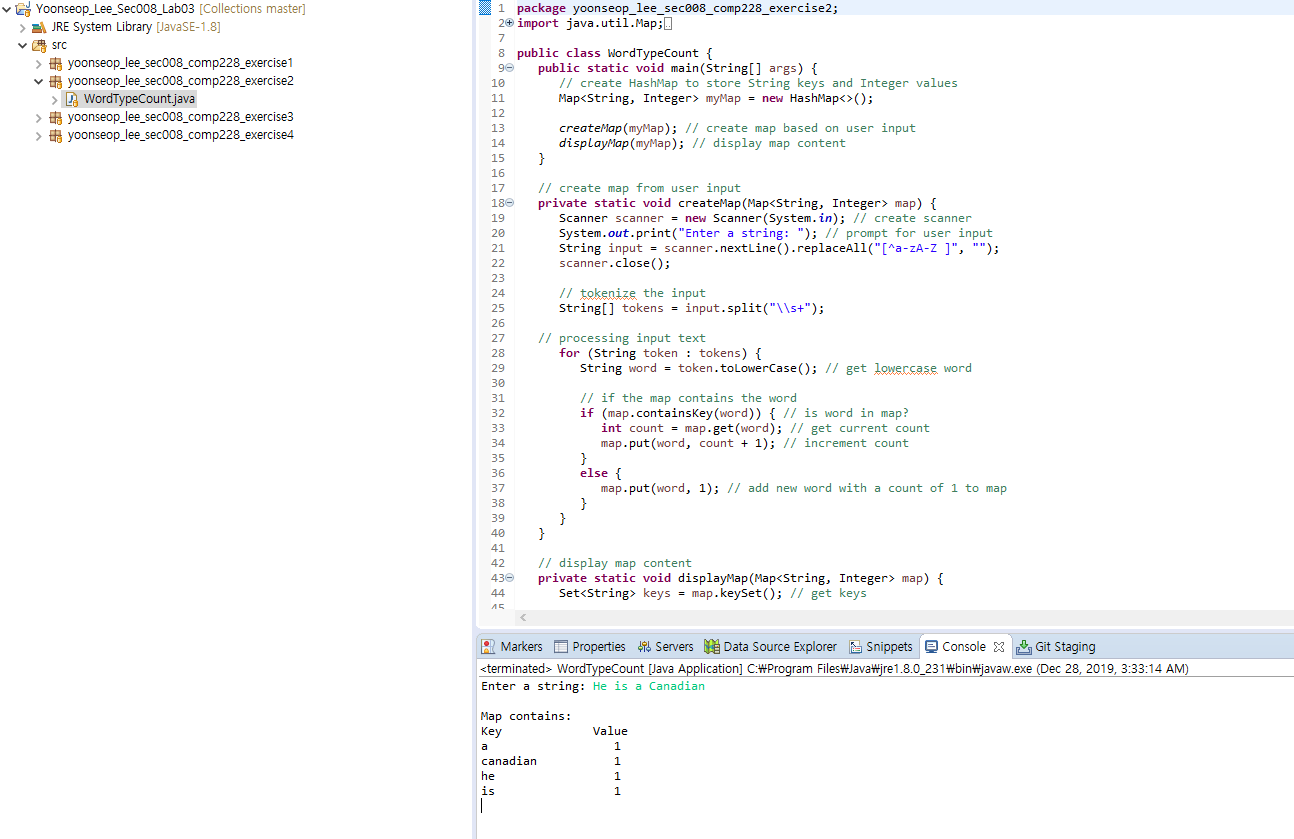 Yoonseop_Lee_Sec008_Lab03 [Collections master]
JRE System Library [JavaSE-1.8]
src
yoonseop_lee_sec008_comp228_exercise1
yoonseop_lee_sec008_comp228_exercise2
WordTypeCount.java
yoonseop_lee_sec008_comp228_exercise3
yoonseop_lee_sec008_comp228_exercise4
1 package yoonseop_lee_sec008_comp228_exercise2;
2 import java.util.Map;
7
8 public class WordTypeCount {
9 public static void main(String[] args) {
10 // create HashMap to store String keys and Integer values
11 Map<String, Integer> myMap = new HashMap<>();
12
13 createMap(myMap); // create map based on user input
14 displayMap(myMap); // display map content
15 }
16
17 // create map from user input
18 private static void createMap(Map<String, Integer> map) {
19 Scanner scanner = new Scanner(System.in); // create scanner
20 System.out.print("Enter a string: "); // prompt for user input
21 String input = scanner.nextLine().replaceAll("[^a-zA-Z ]", "");
22 scanner.close();
23
24 // tokenize the input
25 String[] tokens = input.split("\\s+");
26
27 // processing input text
28 for (String token : tokens) {
29 String word = token.toLowerCase(); // get lowercase word
30
31 // if the map contains the word
32 if (map.containsKey(word)) { // is word in map?
33 int count = map.get(word); // get current count
34 map.put(word, count + 1); // increment count
35 }
36 else {
37 map.put(word, 1); // add new word with a count of 1 to map
38 }
39 }
40 }
41
42 // display map content
43 private static void displayMap(Map<String, Integer> map) {
44 Set<String> keys = map.keySet(); // get keys
45
Markers Properties Servers Data Source Explorer Snippets Console Git Staging
<terminated> WordTypeCount [Java Application] C:₩Program Files₩Java₩jre1.8.0_231₩bin₩javaw.exe (Dec 28, 2019, 3:33:14 AM)
Enter a string: He is a Canadian
Map contains:
Key Value
a 1
canadian 1
he 1
is 1